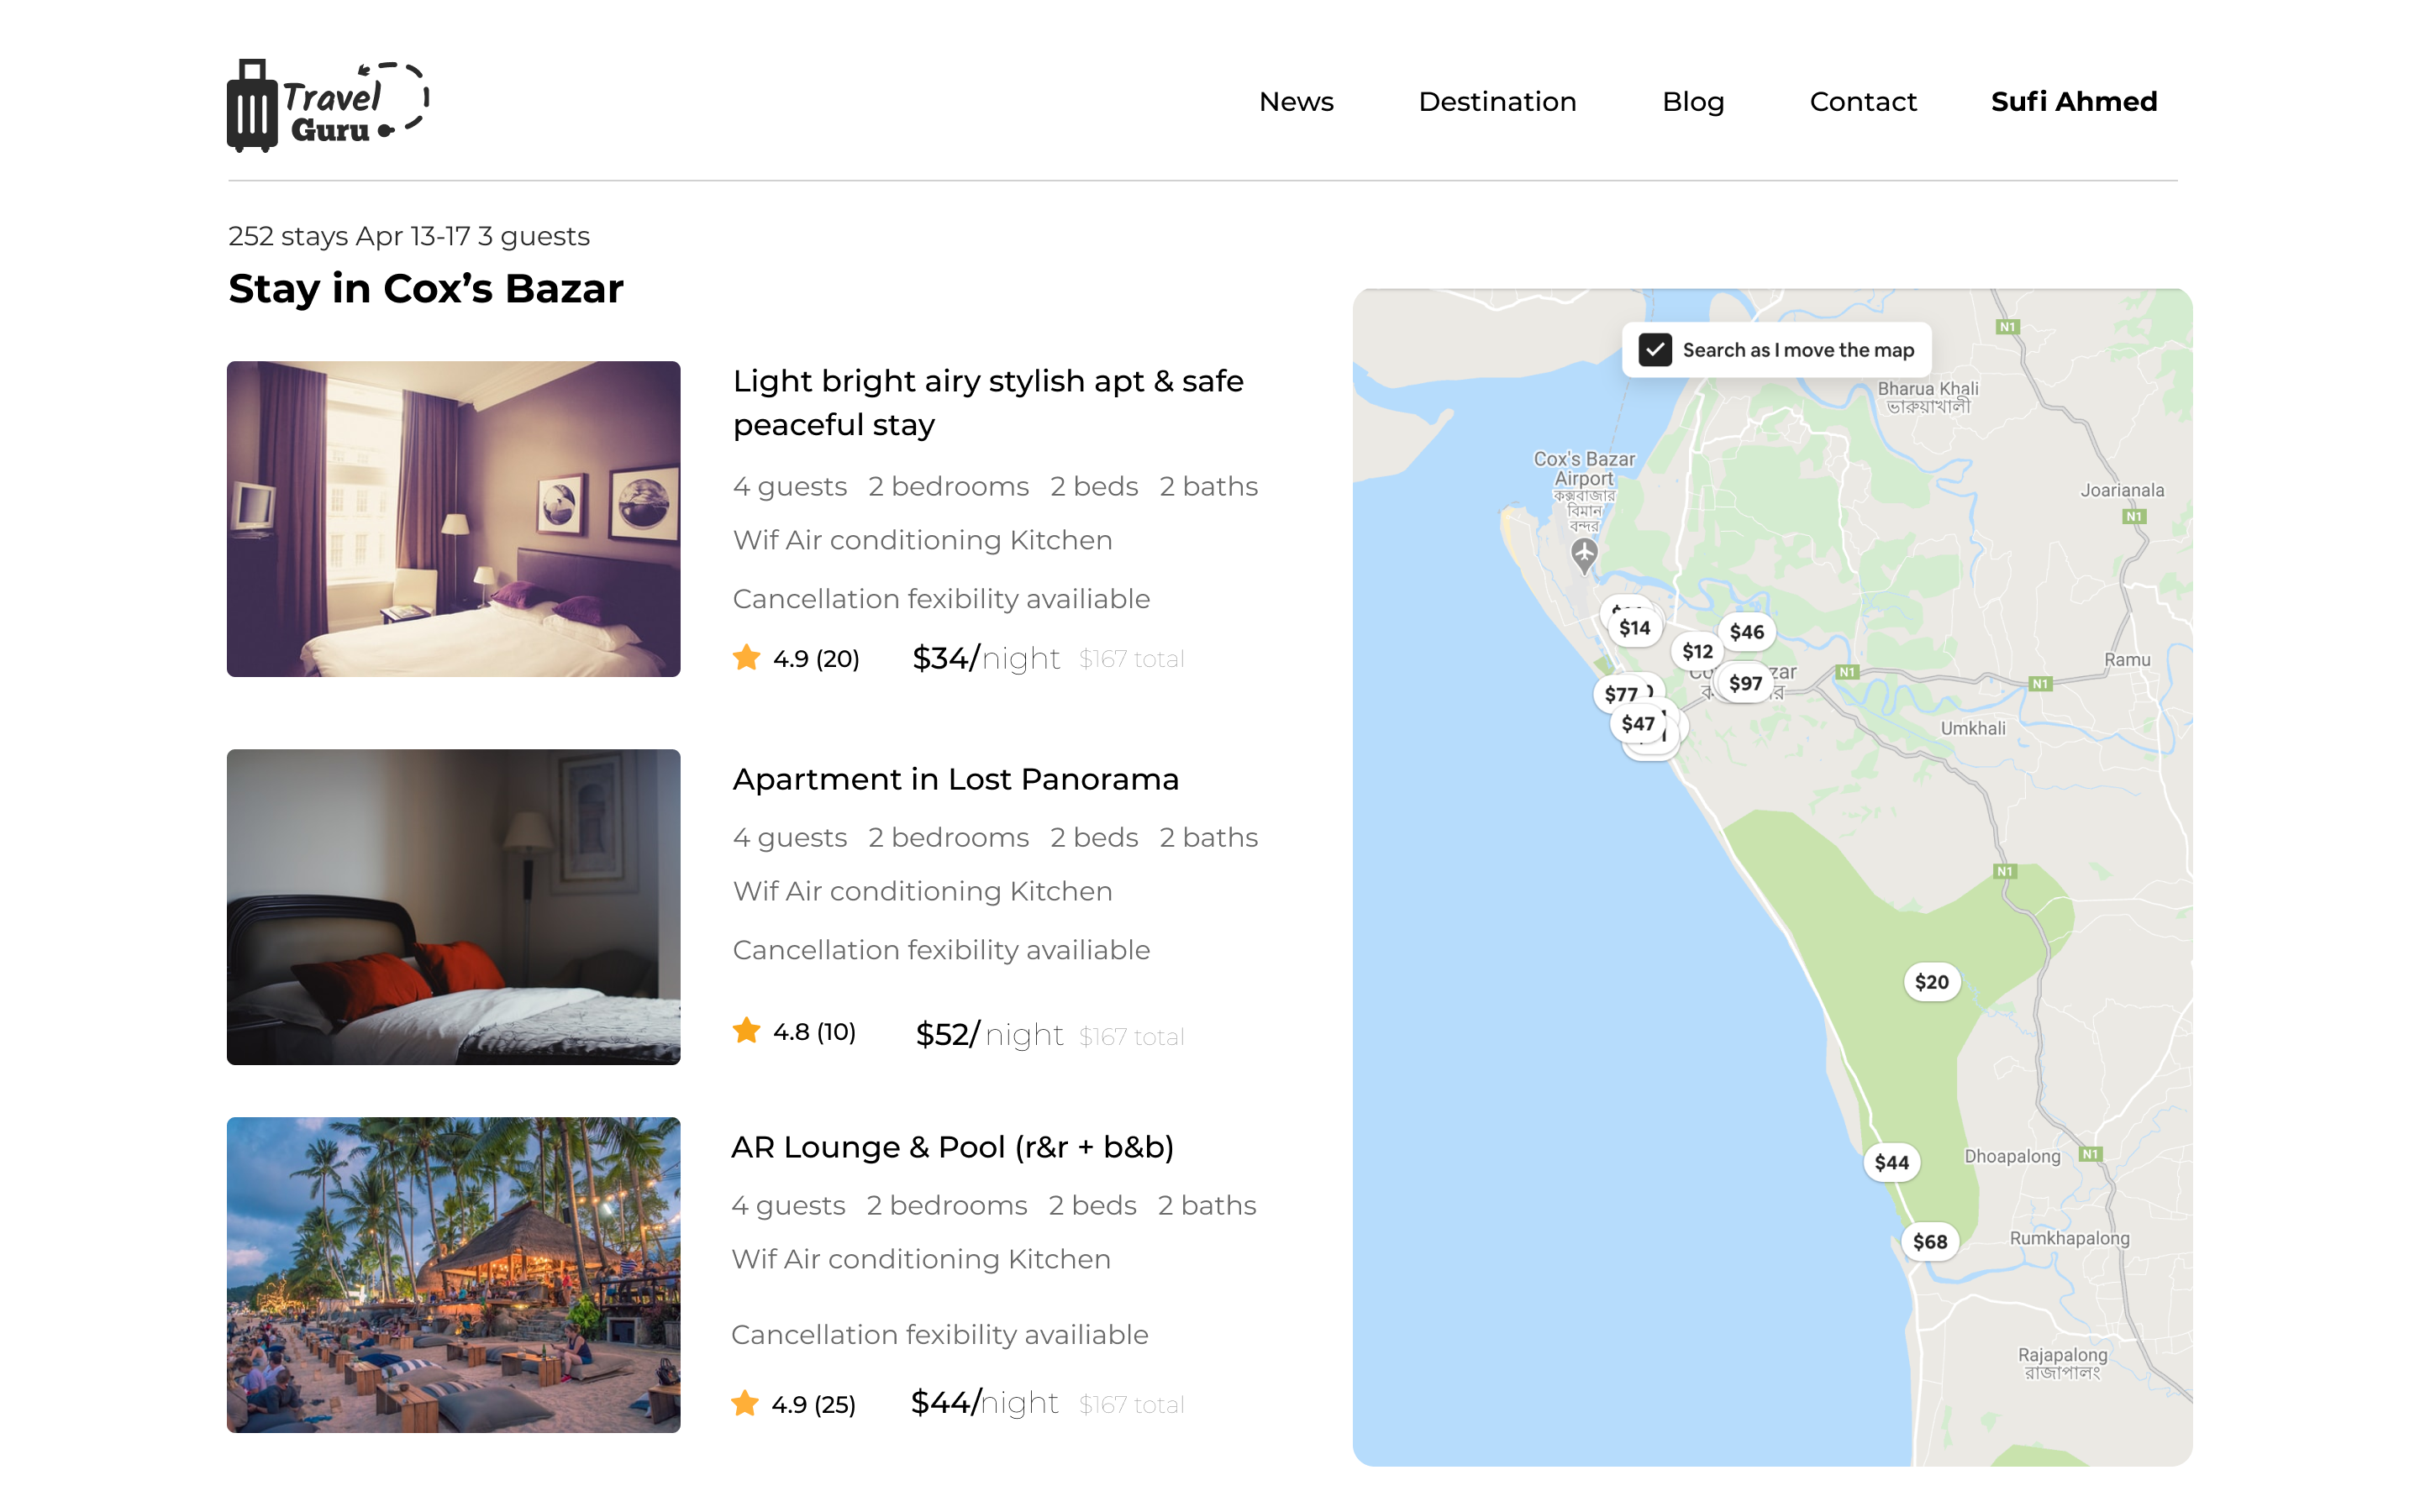 Travel
Guru
News
Destination
Blog
Contact
Sufi Ahmed
252 stays Apr 13-17 3 guests
Stay in Cox’s Bazar
Light bright airy stylish apt & safe
peaceful stay
4 guests 2 bedrooms 2 beds 2 baths
Wif Air conditioning Kitchen
Cancellation fexibility availiable
4.9 (20) $34/night $167 total
Apartment in Lost Panorama
4 guests 2 bedrooms 2 beds 2 baths
Wif Air conditioning Kitchen
Cancellation fexibility availiable
4.8 (10) $52/ night $167 total
AR Lounge & Pool (r&r + b&b)
4 guests 2 bedrooms 2 beds 2 baths
Wif Air conditioning Kitchen
Cancellation fexibility availiable
4.9 (25) $44/night $167 total
N1
Search as I move the map
Bharua Khali
ভারুয়াখালী
Cox's Bazar
Airport
কক্সবাজার
বিমান
বন্দর
Joarianala
N1
$14
$46
$12
Ramu
$97
N1
N1
$77
$47
Umkhali
N1
$20
$44
Dhoapalong
N1
$68
Rumkhapalong
Rajapalong
রাজাপালং